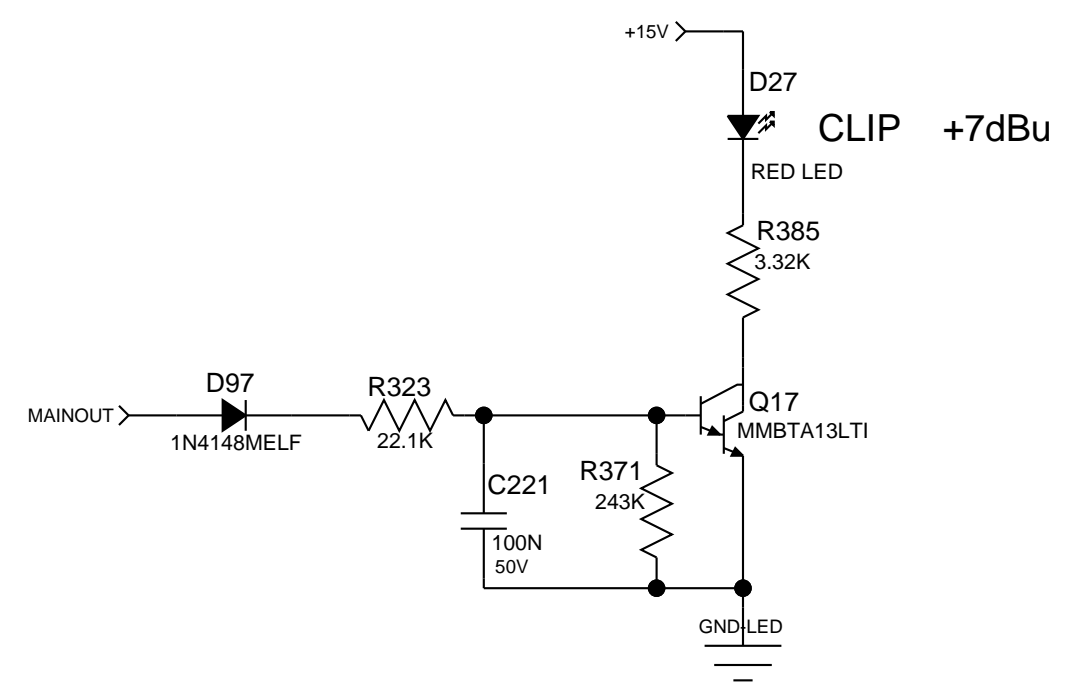 +15V
D27
CLIP +7dBu
RED LED
R385
3.32K
D97
R323
Q17
MAINOUT
1N4148MELF
22.1K
MMBTA13LTI
R371
C221
243K
100N
50V
GND-LED